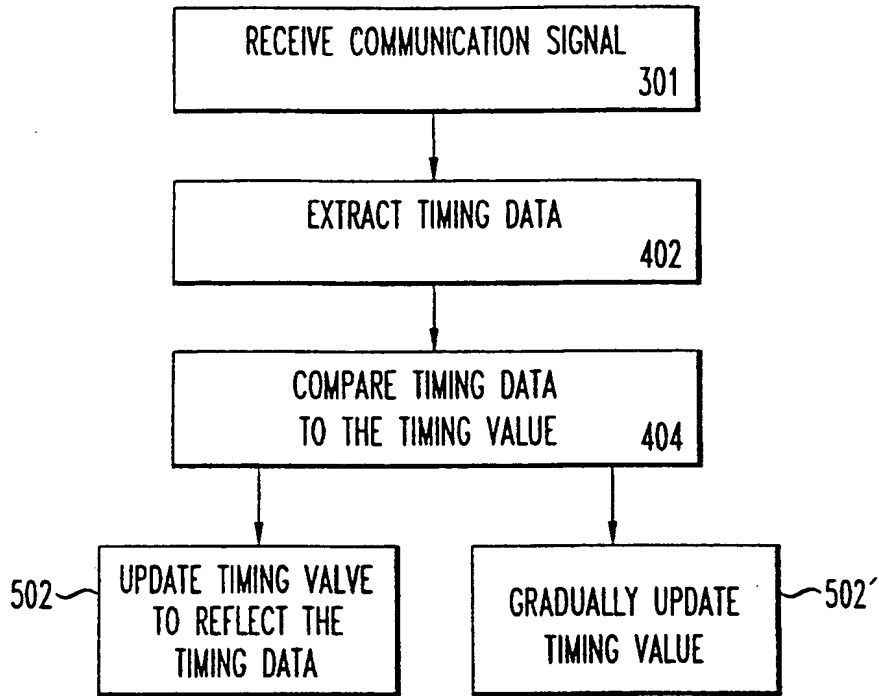 RECEIVE COMMUNICATION SIGNAL
301
EXTRACT TIMING DATA
402
COMPARE TIMING DATA
TO THE TIMING VALUE
404
502
UPDATE TIMING VALVE
TO REFLECT THE
TIMING DATA
GRADUALLY UPDATE
TIMING VALUE
502′